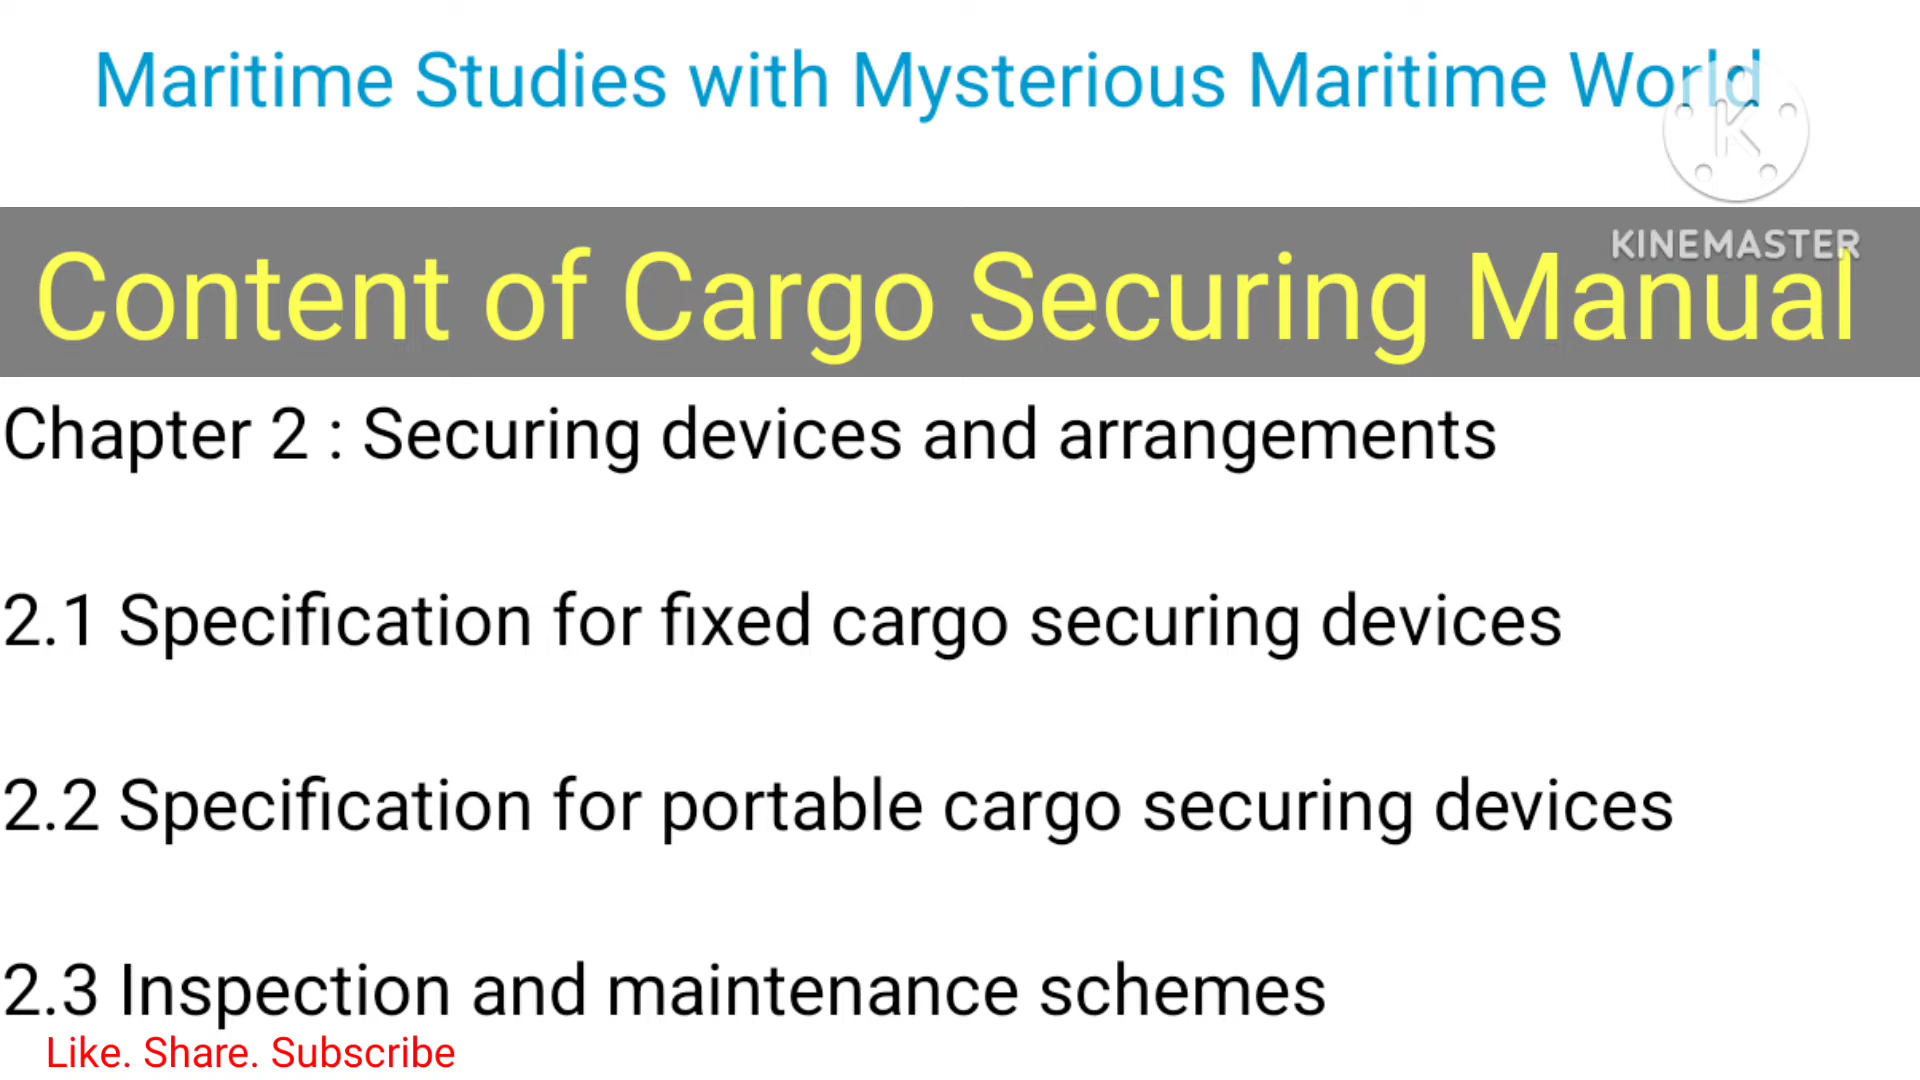 Maritime Studies with Mysterious Maritime World
K
KINEMASTER
Content of Cargo Securing Manual
Chapter 2 : Securing devices and arrangements
2.1 Specification for fixed cargo securing devices
2.2 Specification for portable cargo securing devices
2.3 Inspection and maintenance schemes
Like. Share. Subscribe